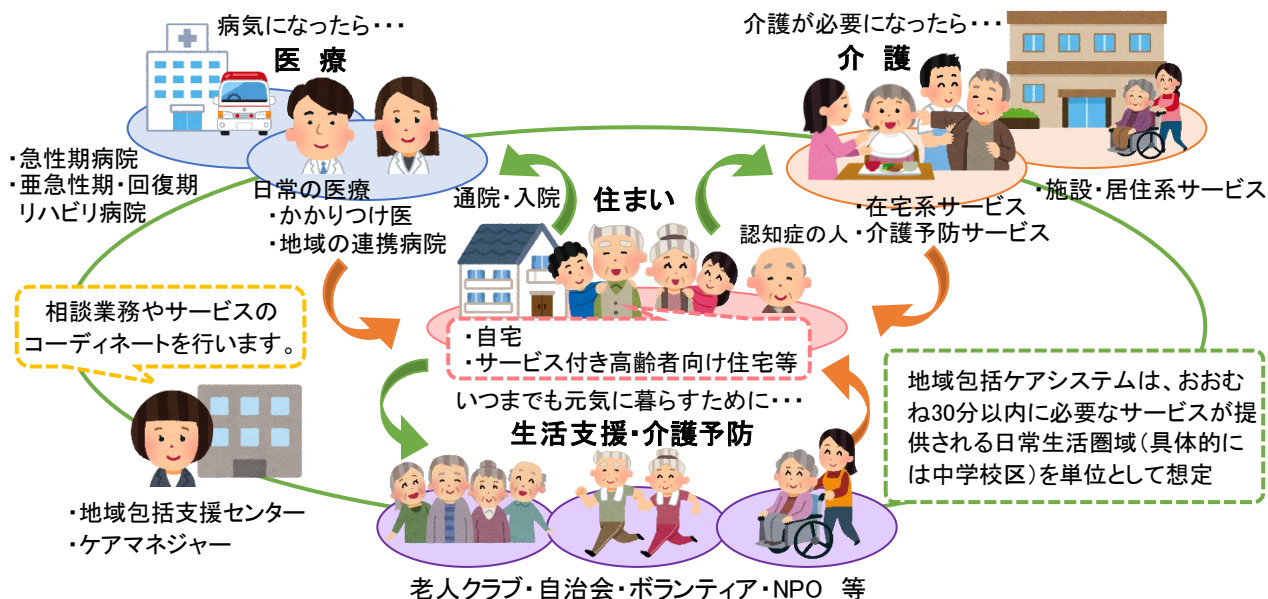 病気になったら・・・
医 療
・急性期病院
・亜急性期・回復期
リハビリ病院
日常の医療
・かかりつけ医
・地域の連携病院
通院・入院
介護が必要になったら・・・
介 護
・在宅系サービス
・介護予防サービス
・施設・居住系サービス
住まい
認知症の人
・自宅
・サービス付き高齢者向け住宅等
相談業務やサービスの
コーディネートを行います。
・地域包括支援センター
・ケアマネジャー
いつまでも元気に暮らすために・・・
生活支援・介護予防
老人クラブ・自治会・ボランティア・NPO 等
地域包括ケアシステムは、おおむ
ね30分以内に必要なサービスが提
供される日常生活圏域（具体的に
は中学校区）を単位として想定